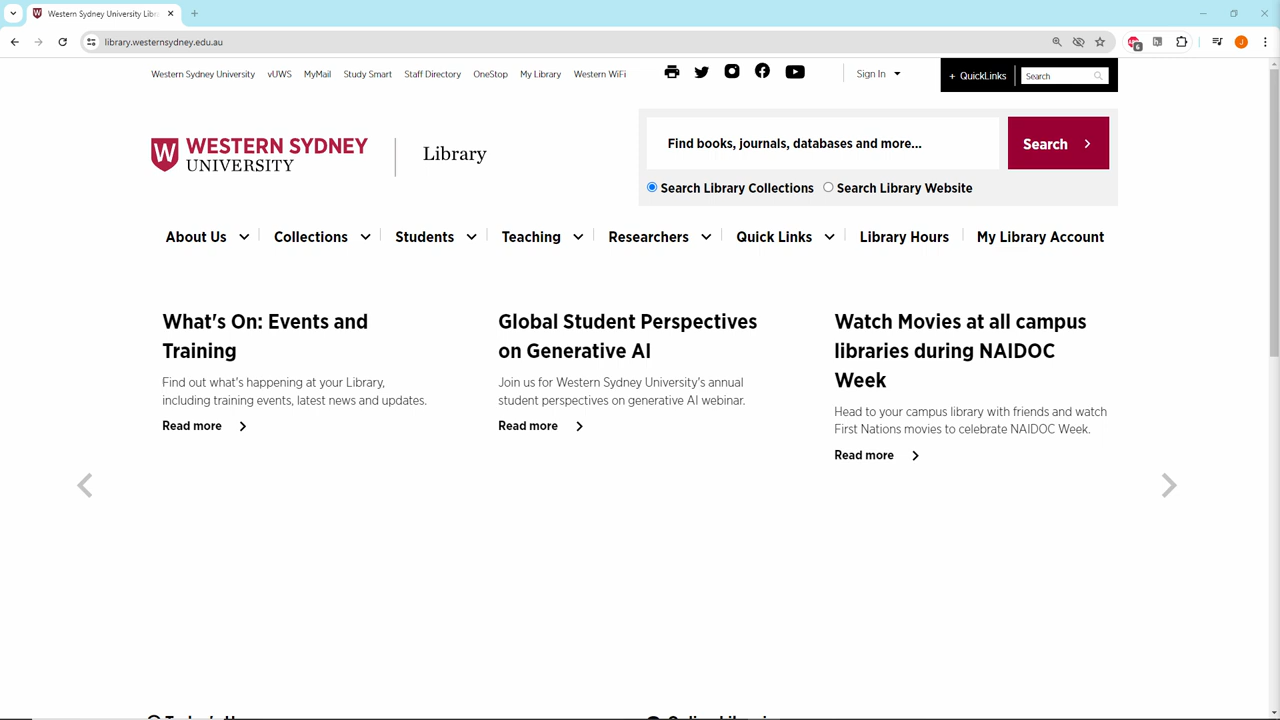 Western Sydney University Libr
library.westernsydney.edu.au
Western Sydney University vUWS MyMail Study Smart Staff Directory OneStop My Library Western WiFi Sign In + QuickLinks Search
WESTERN SYDNEY
UNIVERSITY
Library
Find books, journals, databases and more...
Search
Search Library Collections Search Library Website
About Us Collections Students Teaching Researchers Quick Links Library Hours My Library Account
What's On: Events and
Training
Find out what's happening at your Library,
including training events, latest news and updates.
Read more
Global Student Perspectives
on Generative AI
Join us for Western Sydney University's annual
student perspectives on generative AI webinar.
Read more
Watch Movies at all campus
libraries during NAIDOC
Week
Head to your campus library with friends and watch
First Nations movies to celebrate NAIDOC Week.
Read more